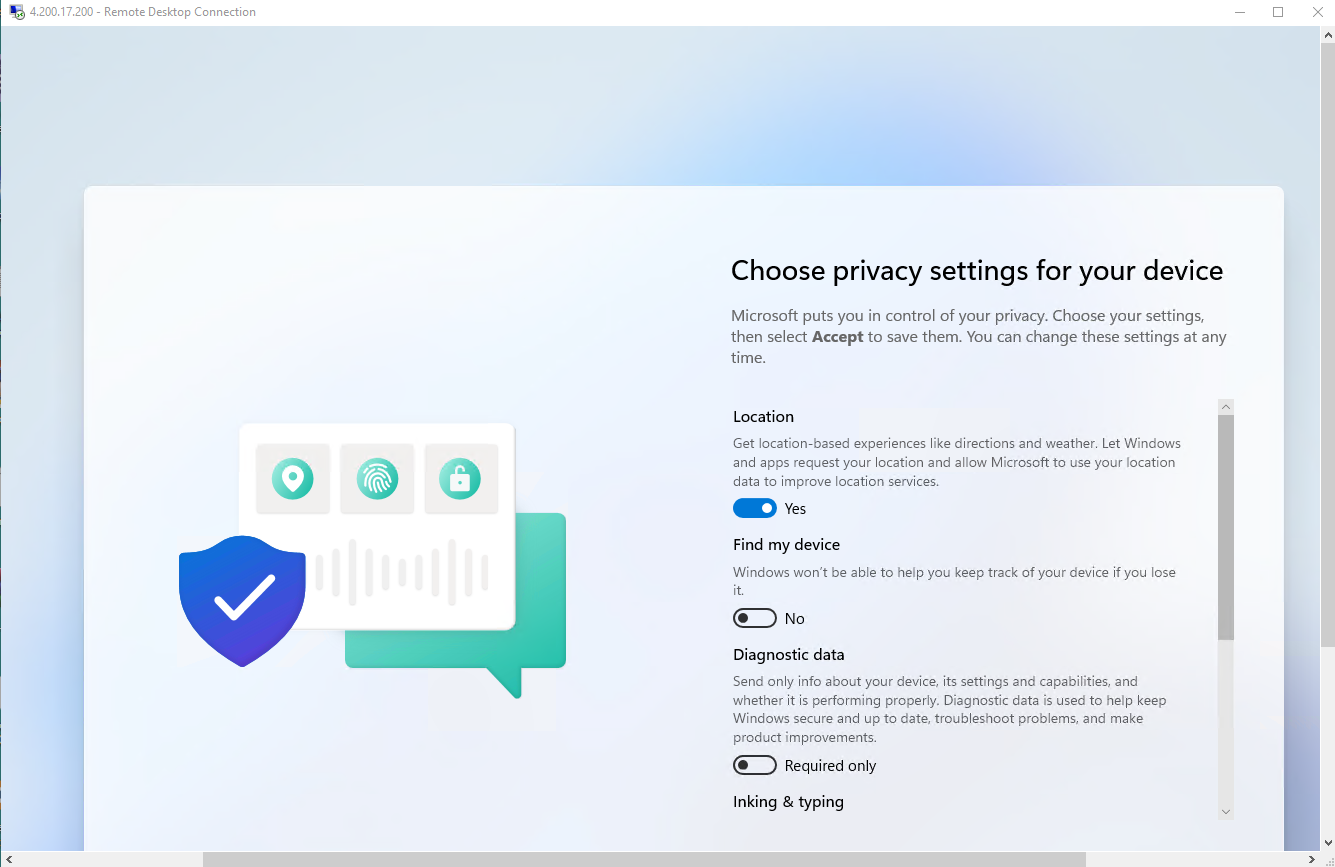 4.200.17.200 - Remote Desktop Connection
Choose privacy settings for your device
Microsoft puts you in control of your privacy. Choose your settings,
then select Accept to save them. You can change these settings at any
time.
Location
Get location-based experiences like directions and weather. Let Windows
and apps request your location and allow Microsoft to use your location
data to improve location services.
Yes
Find my device
Windows won't be able to help you keep track of your device if you lose
it.
No
Diagnostic data
Send only info about your device, its settings and capabilities, and
whether it is performing properly. Diagnostic data is used to help keep
Windows secure and up to date, troubleshoot problems, and make
product improvements.
Required only
Inking & typing